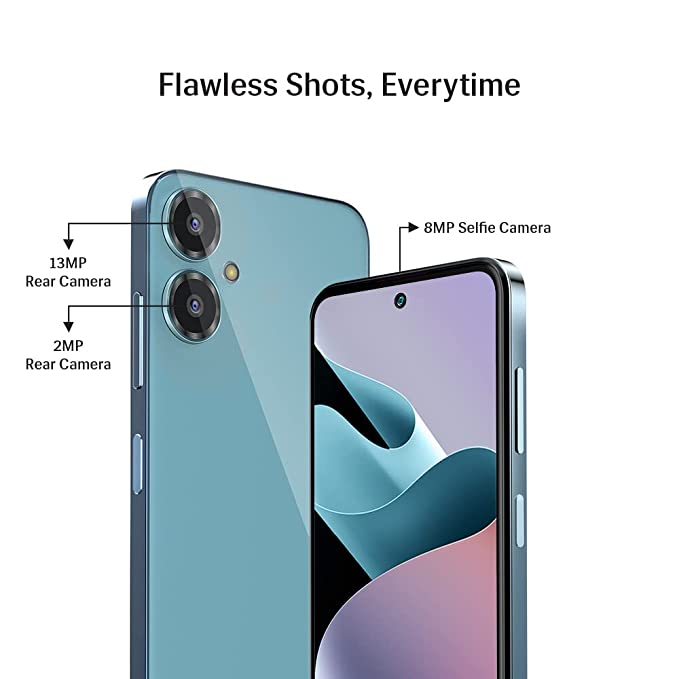 Flawless Shots, Everytime
8MP Selfie Camera
13MP
Rear Camera
2MP
Rear Camera